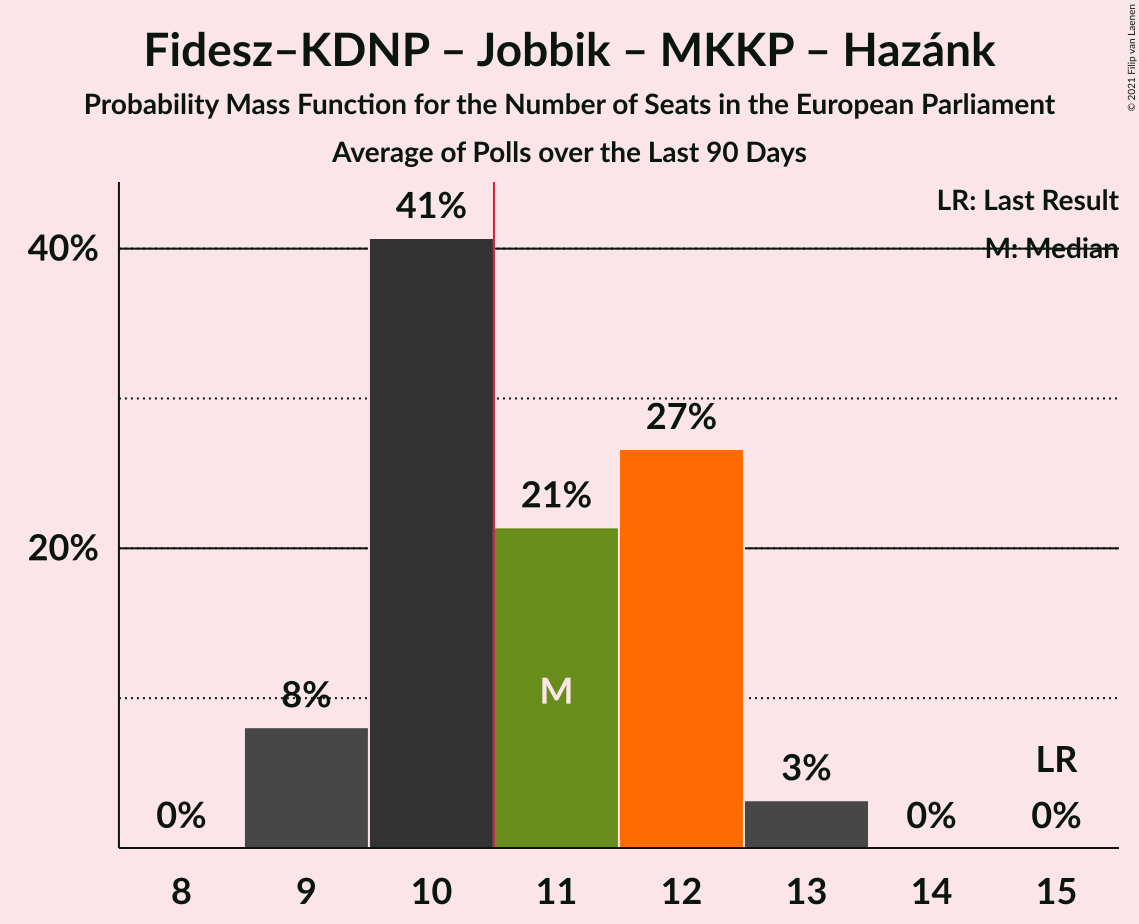 Fidesz–KDNP – Jobbik – MKKP – Hazánk
Probability Mass Function for the Number of Seats in the European Parliament
Average of Polls over the Last 90 Days
© 2021 Filip van Laenen
LR: Last Result
M: Median
40%
20%
0%
8%
41%
21%
27%
3%
0%
0%
M
LR
8
9
10
11
12
13
14
15